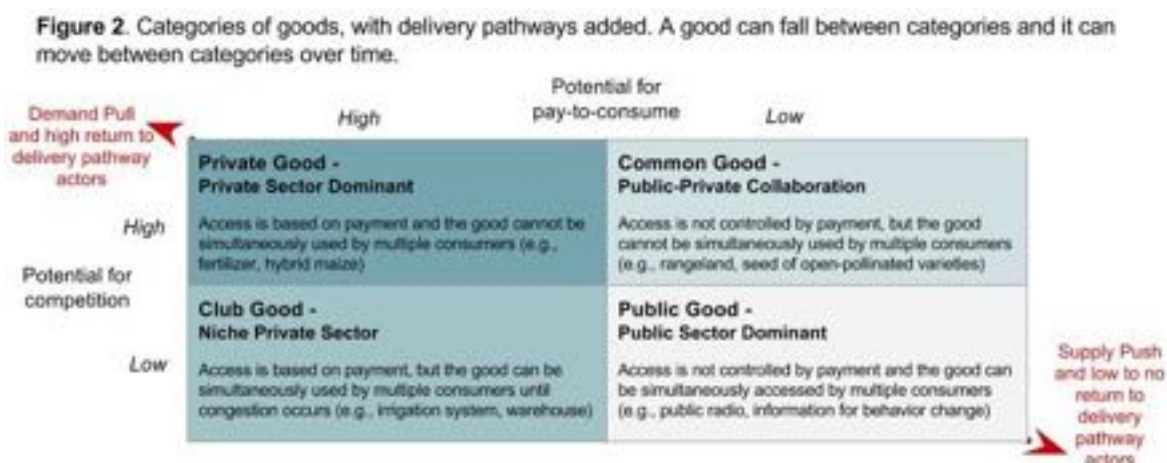 Figure 2. Categories of goods, with delivery pathways added. A good can fall between categories and it can
move between categories over time.
Potential for
pay-to-consume
High
Low
Demand Pull
and high return to
delivery pathway
actors
High
Potential for
competition
Low
Private Good -
Private Sector Dominant
Access is based on payment and the good cannot be
simultaneously used by multiple consumers (e.g.,
fertilizer, hybrid maize)
Common Good -
Public-Private Collaboration
Access is not controlled by payment, but the good
cannot be simultaneously used by multiple consumers
(e.g., rangeland, seed of open-pollinated varieties)
Club Good -
Niche Private Sector
Access is based on payment, but the good can be
simultaneously used by multiple consumers until
congestion occurs (e.g., irrigation system, warehouse)
Public Good -
Public Sector Dominant
Access is not controlled by payment and the good can
be simultaneously accessed by multiple consumers
(e.g., public radio, information for behavior change)
Supply Push
and low to no
return to
delivery
pathway
actors